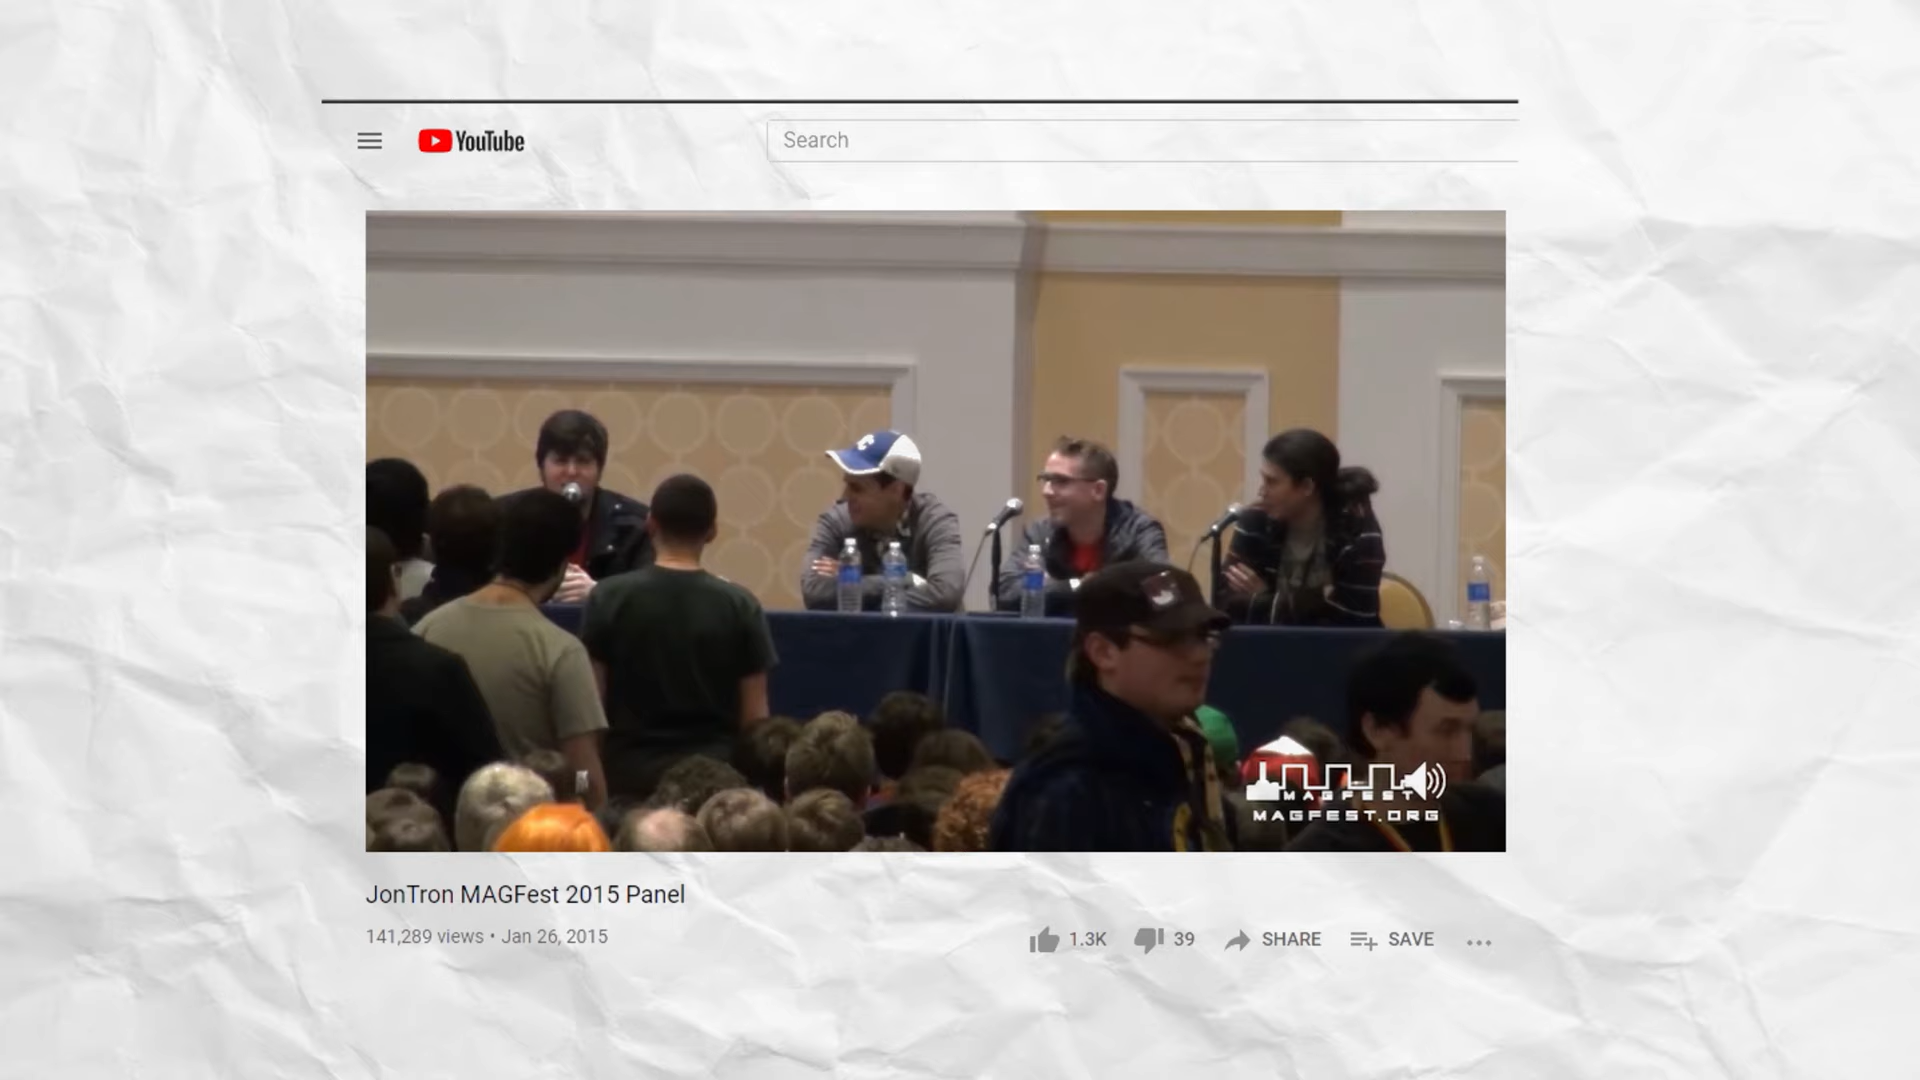 YouTube
Search
C
MAGFEST
MAGFEST.ORG
JonTron MAGFest 2015 Panel
141,289 views • Jan 26, 2015
1.3K 39 SHARE SAVE